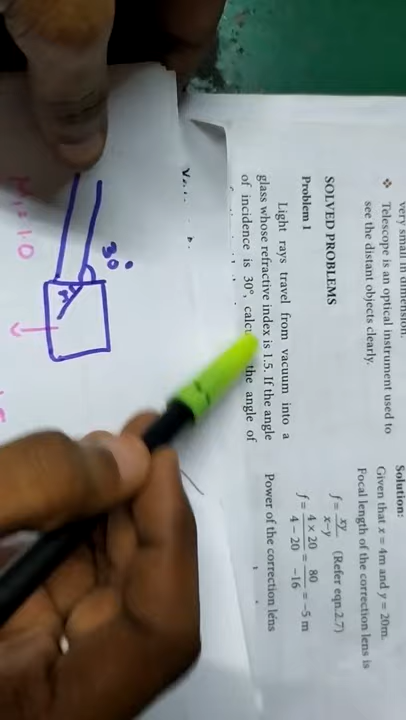 very small in dimension.
❖ Telescope is an optical instrument used to
see the distant objects clearly.
SOLVED PROBLEMS
Problem 1
Light rays travel from vacuum into a
glass whose refractive index is 1.5. If the angle
of incidence is 30°, calcu the angle of
Solution:
Given that x = 4m and y = 20m.
Focal length of the correction lens is
f = xy / x–y (Refer eqn.2.7)
f = 4 × 20 / 4 – 20 = 80 / –16 = –5 m
Power of the correction lens
30°
= 1.0